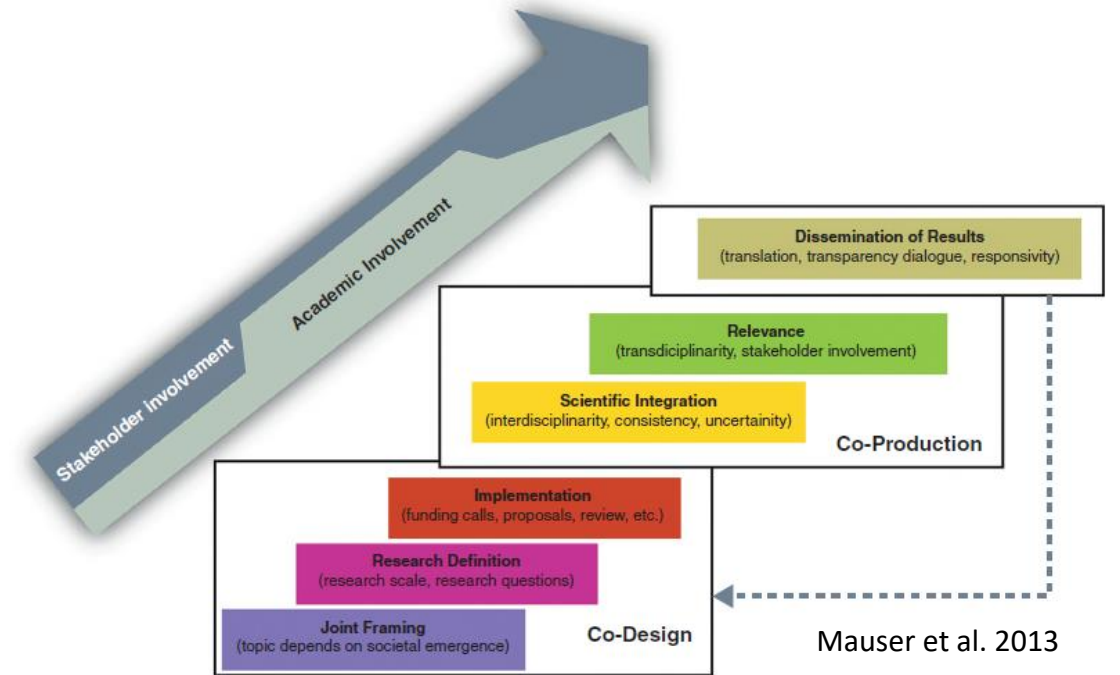 Stakeholder involvement
Academic Involvement
Dissemination of Results
(translation, transparency dialogue, responsivity)
Relevance
(transdiciplinarity, stakeholder involvement)
Scientific Integration
(interdisciplinarity, consistency, uncertainity)
Co-Production
Implementation
(funding calls, proposals, review, etc.)
Research Definition
(research scale, research questions)
Joint Framing
(topic depends on societal emergence)
Co-Design
Mauser et al. 2013